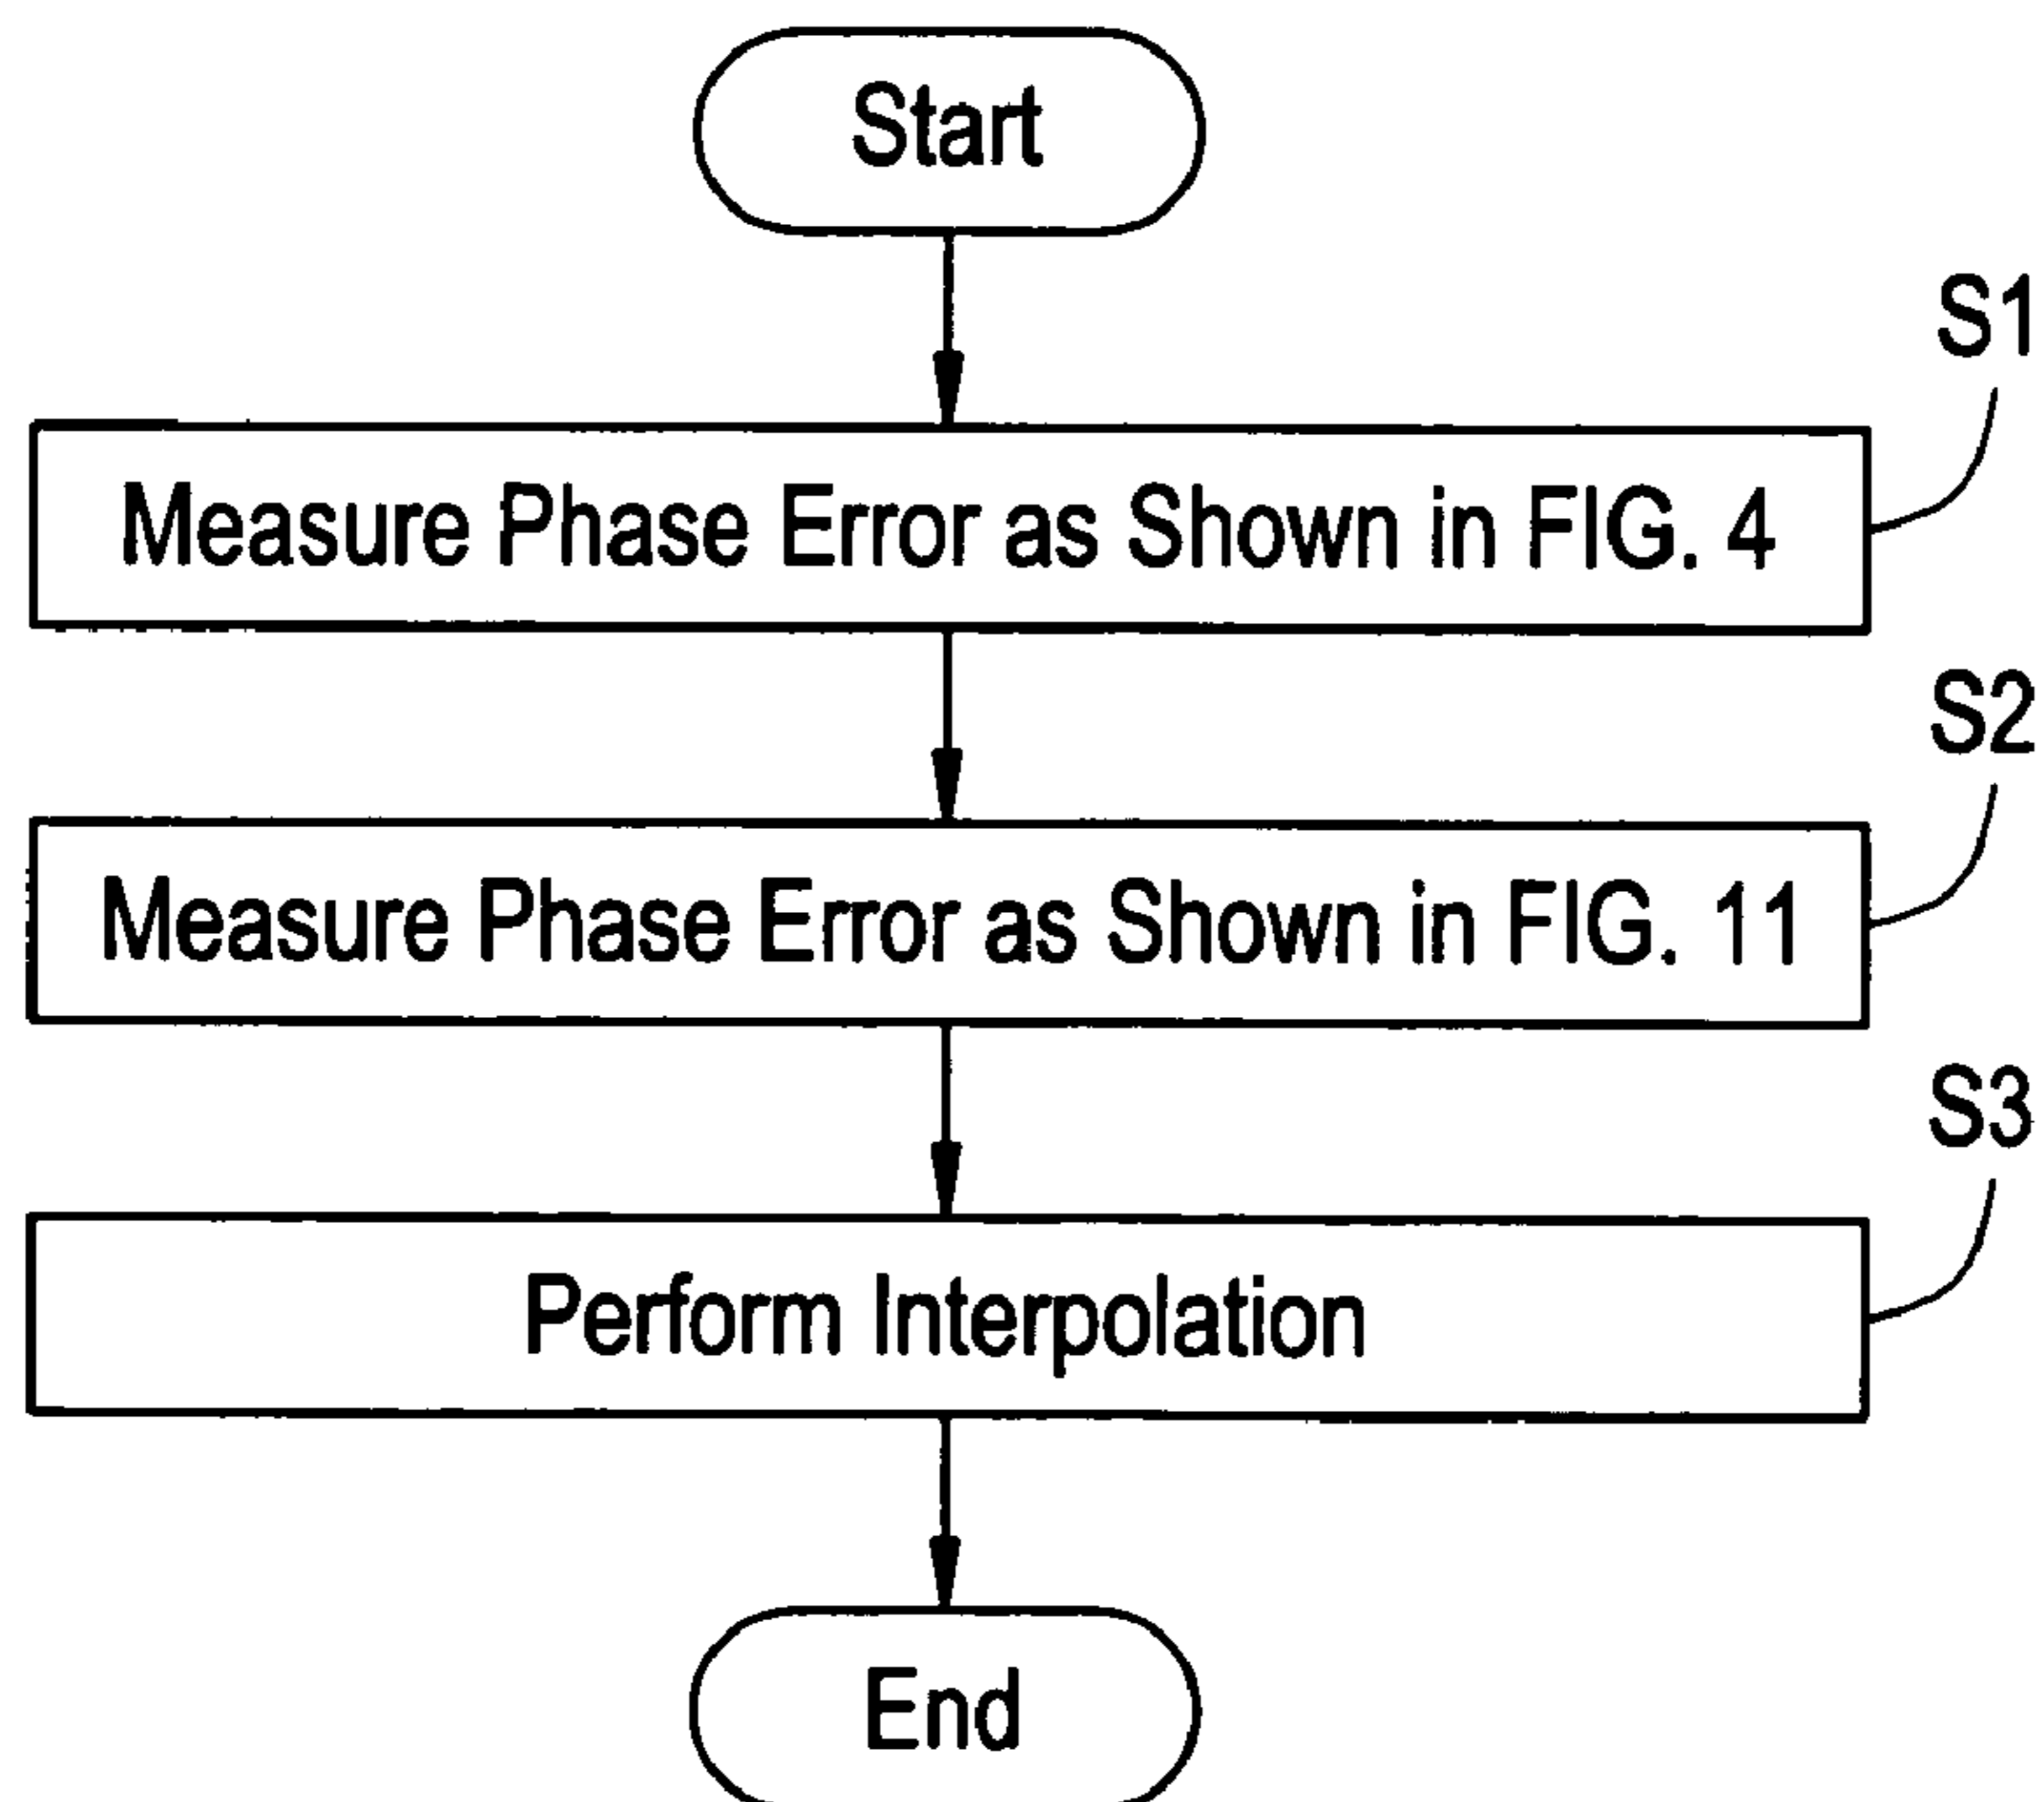 Start
S1
Measure Phase Error as Shown in FIG. 4
S2
Measure Phase Error as Shown in FIG. 11
S3
Perform Interpolation
End